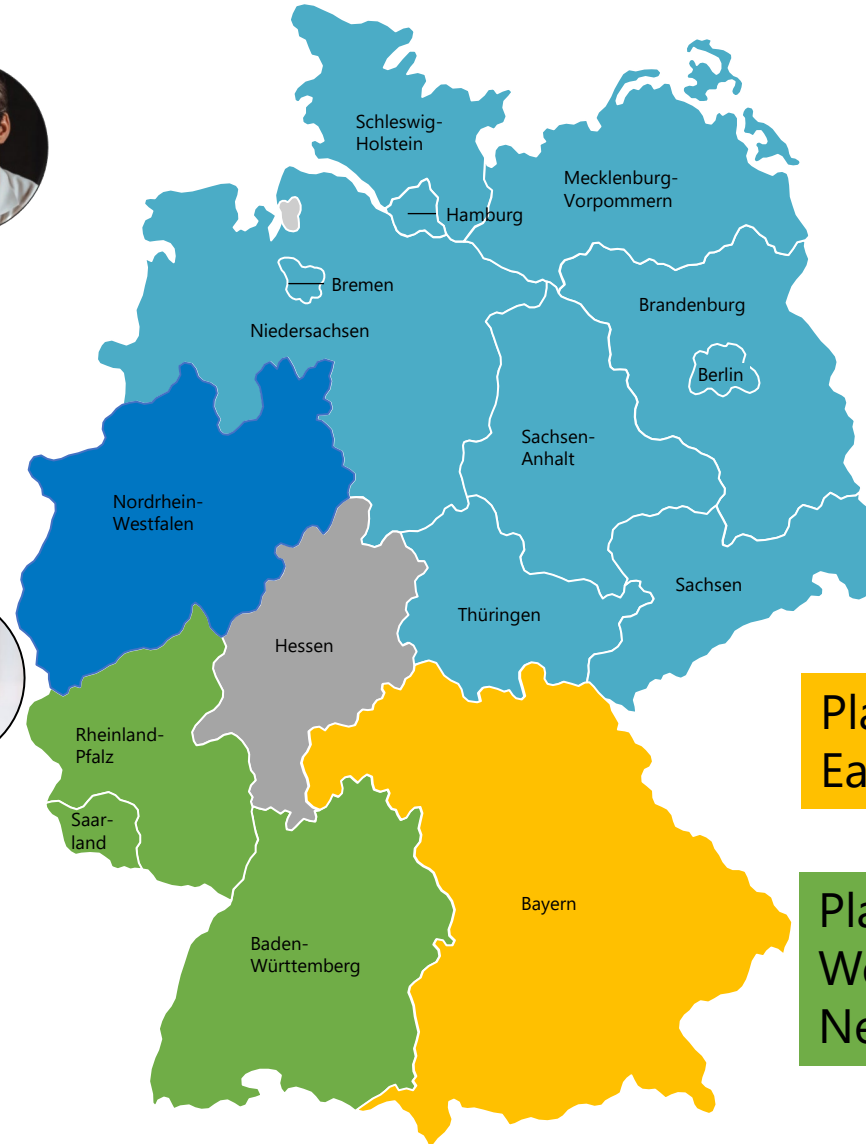 Schleswig-
Holstein
Mecklenburg-
Vorpommern
Hamburg
Bremen
Brandenburg
Niedersachsen
Berlin
Sachsen-
Anhalt
Nordrhein-
Westfalen
Sachsen
Thüringen
Hessen
Rheinland-
Pfalz
Saar-
land
Bayern
Baden-
Württemberg